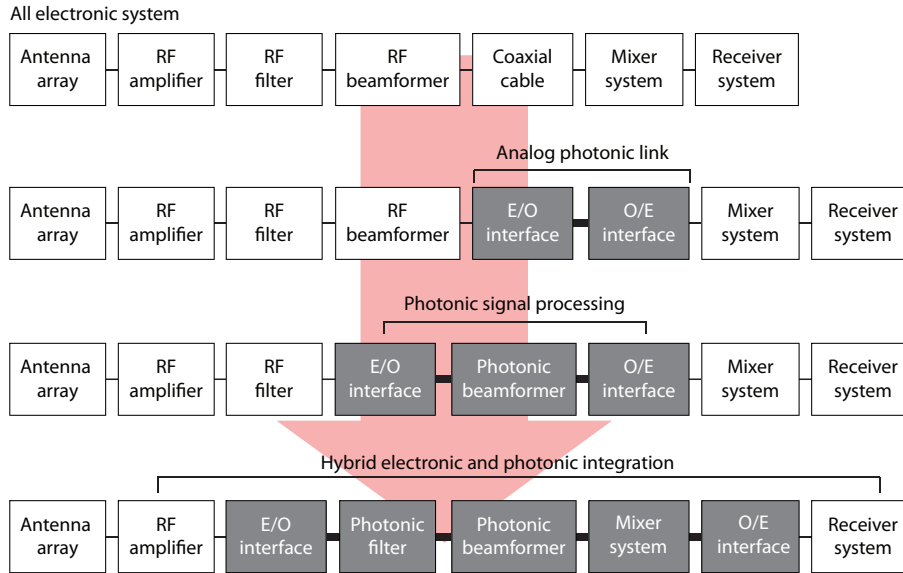 All electronic system
Antenna array
RF amplifier
RF filter
RF beamformer
Coaxial cable
Mixer system
Receiver system
Analog photonic link
Antenna array
RF amplifier
RF filter
RF beamformer
E/O interface
O/E interface
Mixer system
Receiver system
Photonic signal processing
Antenna array
RF amplifier
RF filter
E/O interface
Photonic beamformer
O/E interface
Mixer system
Receiver system
Hybrid electronic and photonic integration
Antenna array
RF amplifier
E/O interface
Photonic filter
Photonic beamformer
Mixer system
O/E interface
Receiver system